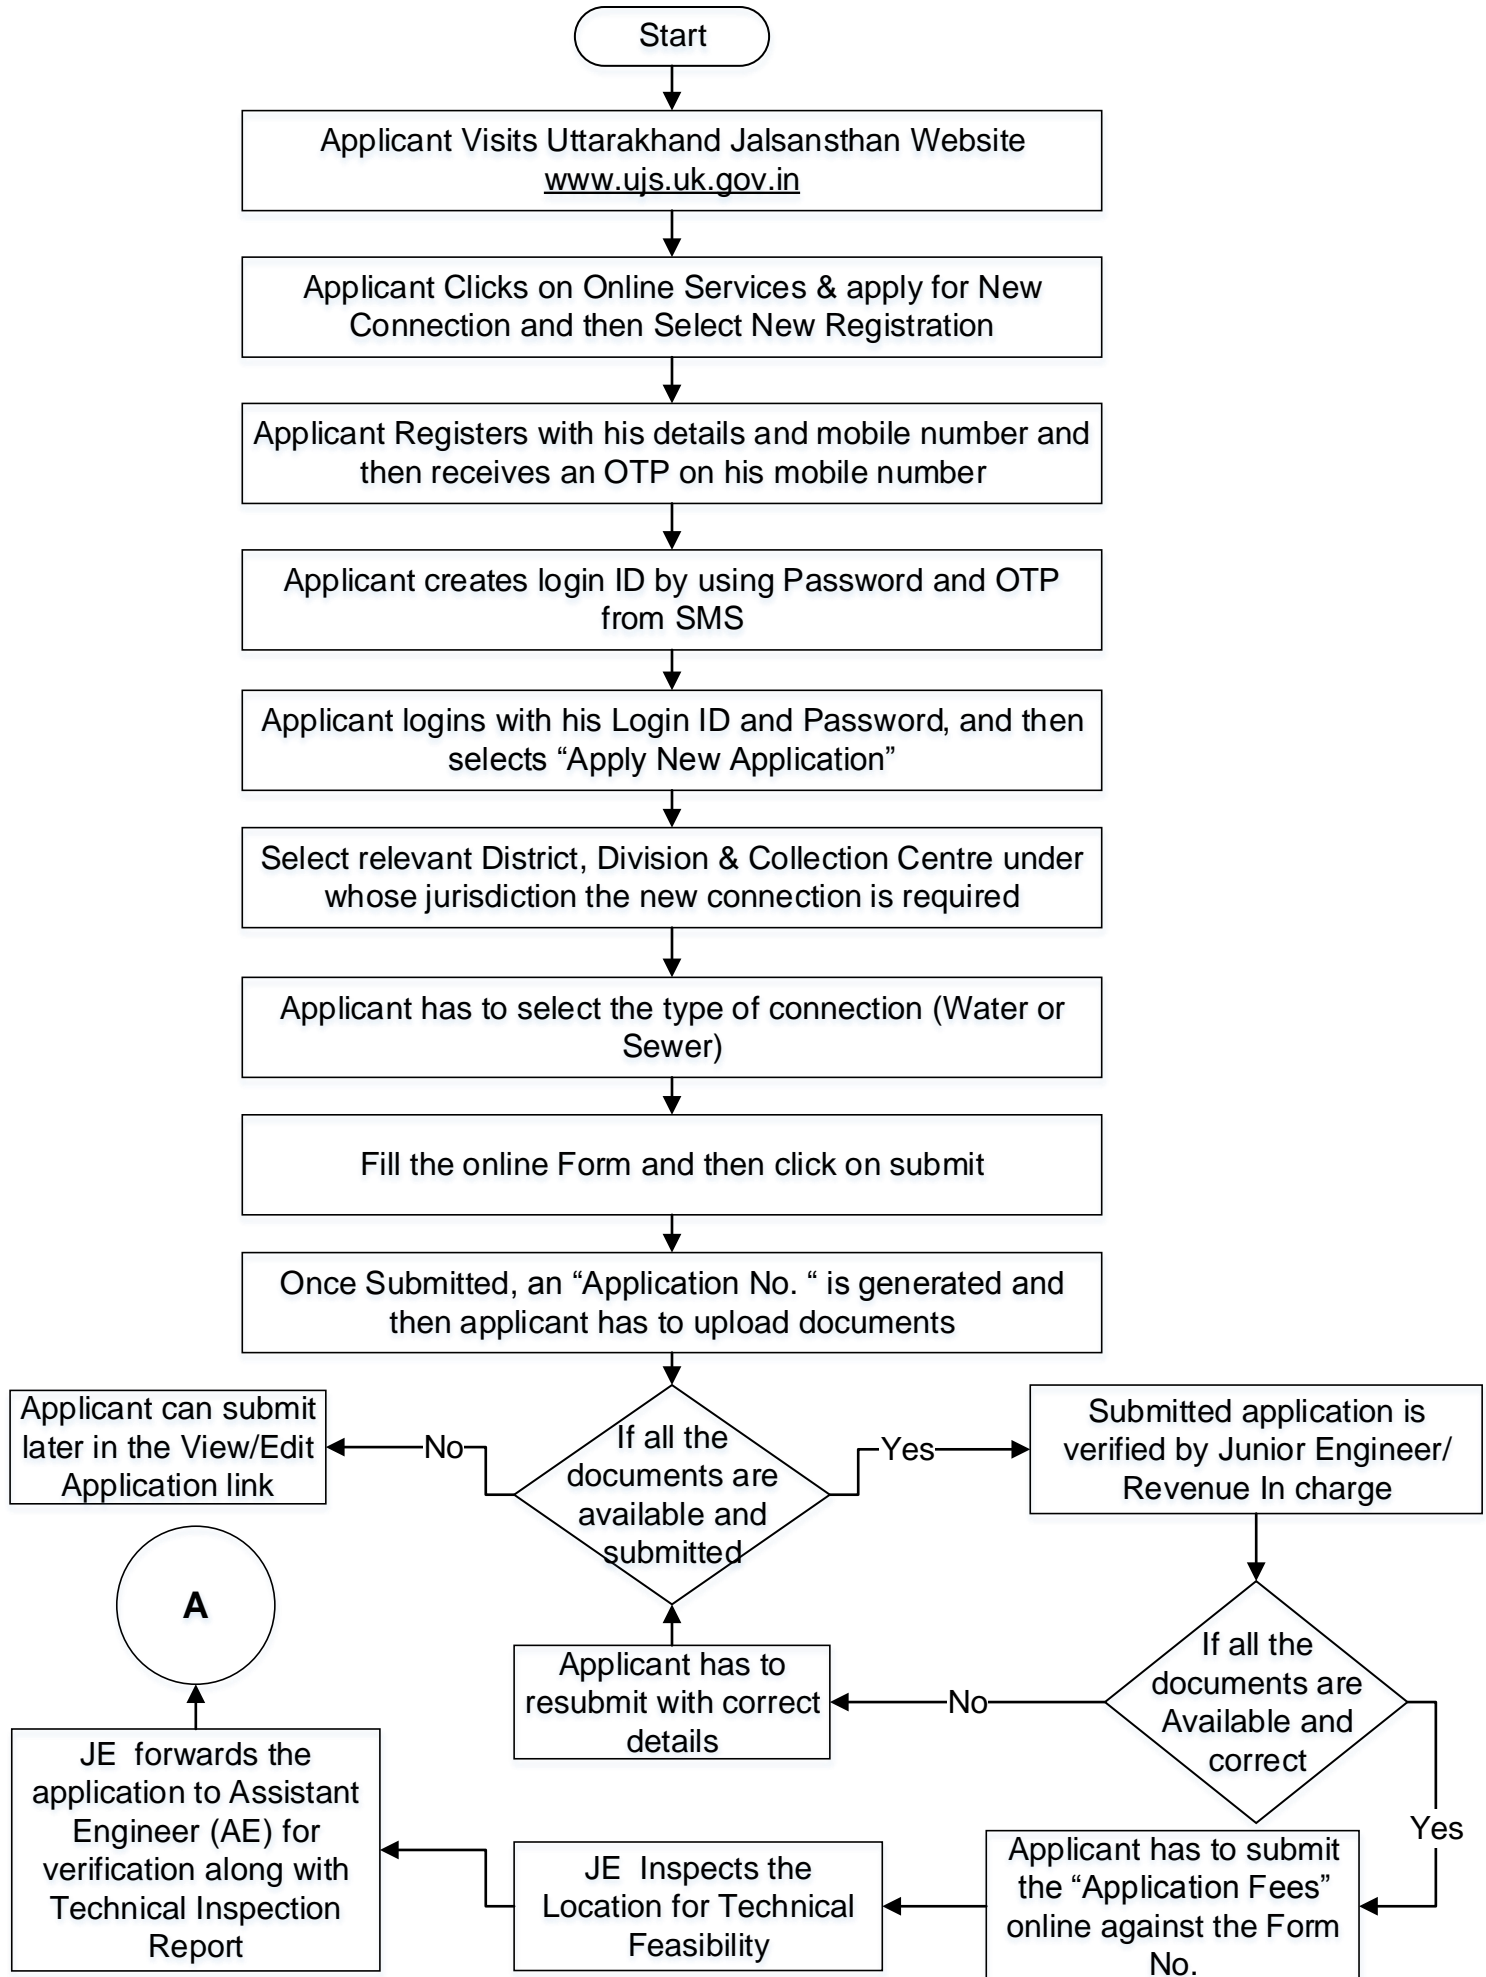 Start
Applicant Visits Uttarakhand Jalsansthan Website
www.ujs.uk.gov.in
Applicant Clicks on Online Services & apply for New
Connection and then Select New Registration
Applicant Registers with his details and mobile number and
then receives an OTP on his mobile number
Applicant creates login ID by using Password and OTP
from SMS
Applicant logins with his Login ID and Password, and then
selects “Apply New Application”
Select relevant District, Division & Collection Centre under
whose jurisdiction the new connection is required
Applicant has to select the type of connection (Water or
Sewer)
Fill the online Form and then click on submit
Once Submitted, an “Application No. “ is generated and
then applicant has to upload documents
If all the
documents are
available and
submitted
No
Applicant can submit
later in the View/Edit
Application link
Yes
Submitted application is
verified by Junior Engineer/
Revenue In charge
If all the
documents are
Available and
correct
No
Applicant has to
resubmit with correct
details
Yes
Applicant has to submit
the “Application Fees”
online against the Form
No.
JE  Inspects the
Location for Technical
Feasibility
JE  forwards the
application to Assistant
Engineer (AE) for
verification along with
Technical Inspection
Report
A